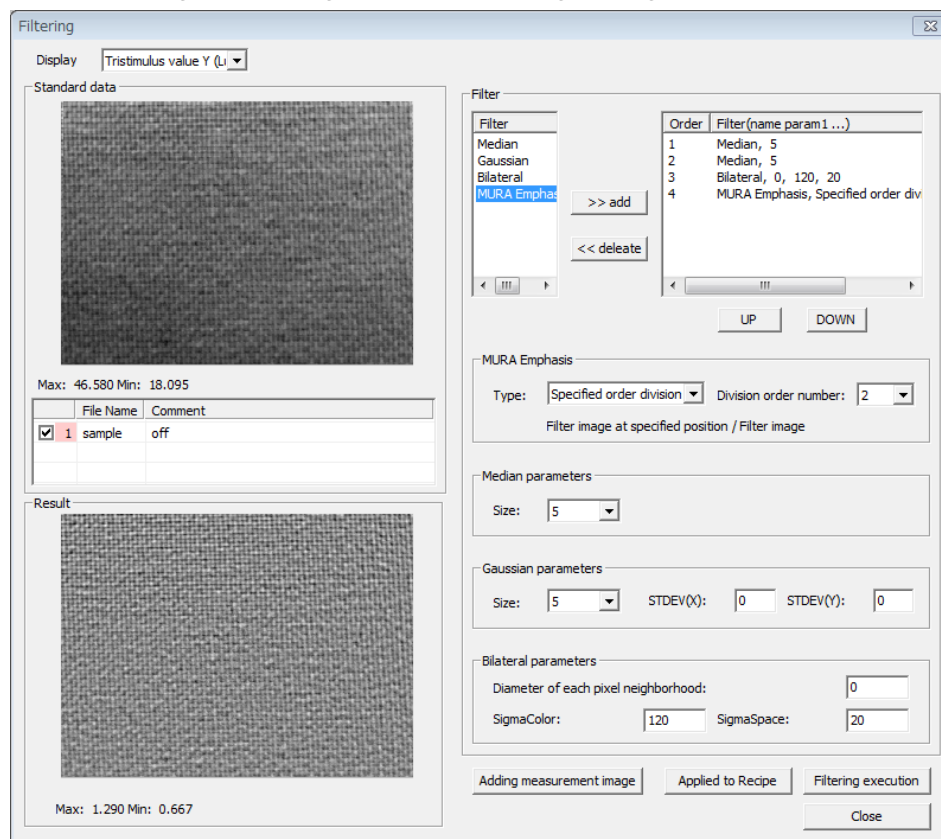 Filtering
Display Tristimulus value Y (Lu
Standard data
Max: 46.580 Min: 18.095
File Name Comment
1 sample off
Result
Max: 1.290 Min: 0.667
Filter
Filter
Median
Gaussian
Bilateral
MURA Emphas
>> add
<< deleate
Order Filter(name param1 ...)
1 Median, 5
2 Median, 5
3 Bilateral, 0, 120, 20
4 MURA Emphasis, Specified order divi
UP DOWN
MURA Emphasis
Type: Specified order division Division order number: 2
Filter image at specified position / Filter image
Median parameters
Size: 5
Gaussian parameters
Size: 5 STDEV(X): 0 STDEV(Y): 0
Bilateral parameters
Diameter of each pixel neighborhood: 0
SigmaColor: 120 SigmaSpace: 20
Adding measurement image Applied to Recipe Filtering execution
Close